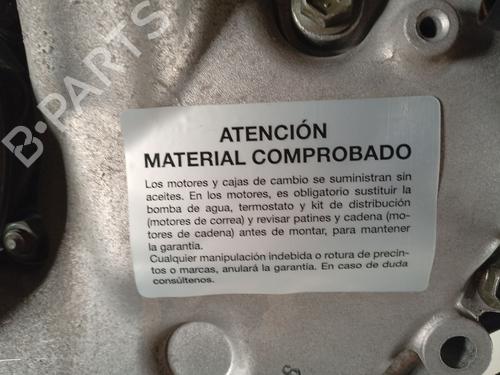 B-PARTS
ATENCIÓN
MATERIAL COMPROBADO
Los motores y cajas de cambio se suministran sin
aceites. En los motores, es obligatorio sustituir la
bomba de agua, termostato y kit de distribución
(motores de correa) y revisar patines y cadena (mo-
tores de cadena) antes de montar, para mantener
la garantía.
Cualquier manipulación indebida o rotura de precin-
tos o marcas, anulará la garantía. En caso de duda
consúltenos.